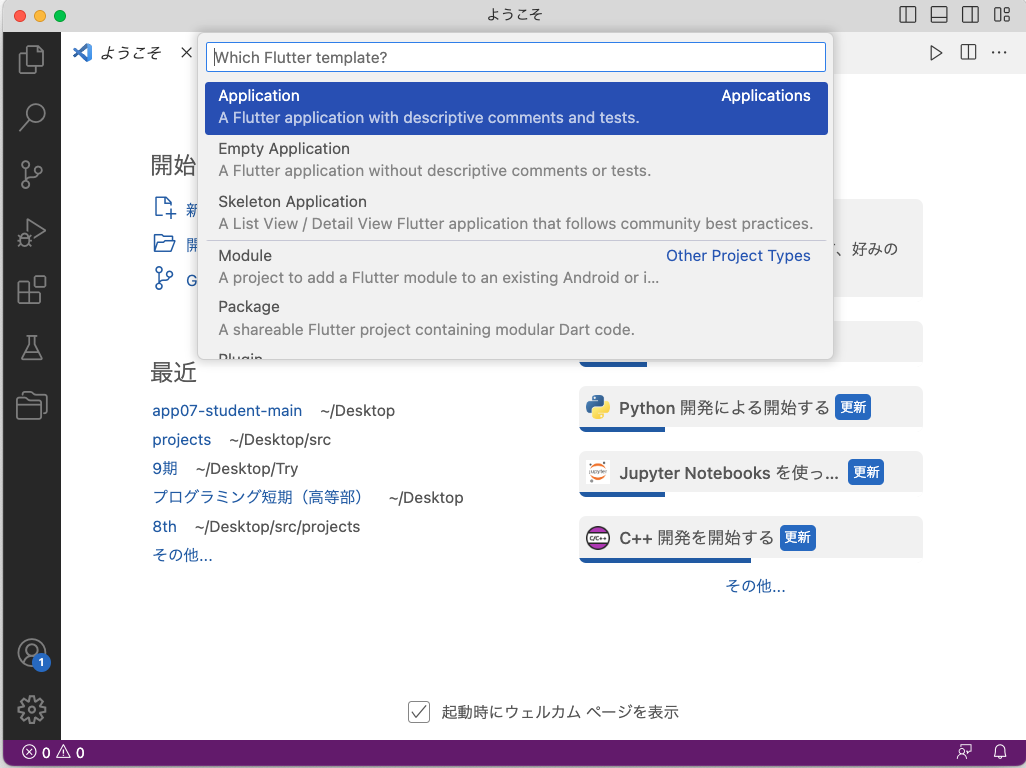 ようこそ
ようこそ
Which Flutter template?
Application
Applications
A Flutter application with descriptive comments and tests.
Empty Application
A Flutter application without descriptive comments or tests.
Skeleton Application
A List View / Detail View Flutter application that follows community best practices.
Module
Other Project Types
A project to add a Flutter module to an existing Android or i...
Package
A shareable Flutter project containing modular Dart code.
Plugin
開始
新
開
G
、好みの
最近
app07-student-main ~/Desktop
projects ~/Desktop/src
9期 ~/Desktop/Try
プログラミング短期（高等部） ~/Desktop
8th ~/Desktop/src/projects
その他...
Python 開発による開始する 更新
Jupyter Notebooks を使っ... 更新
C++ 開発を開始する 更新
その他...
起動時にウェルカム ページを表示
1
0 0